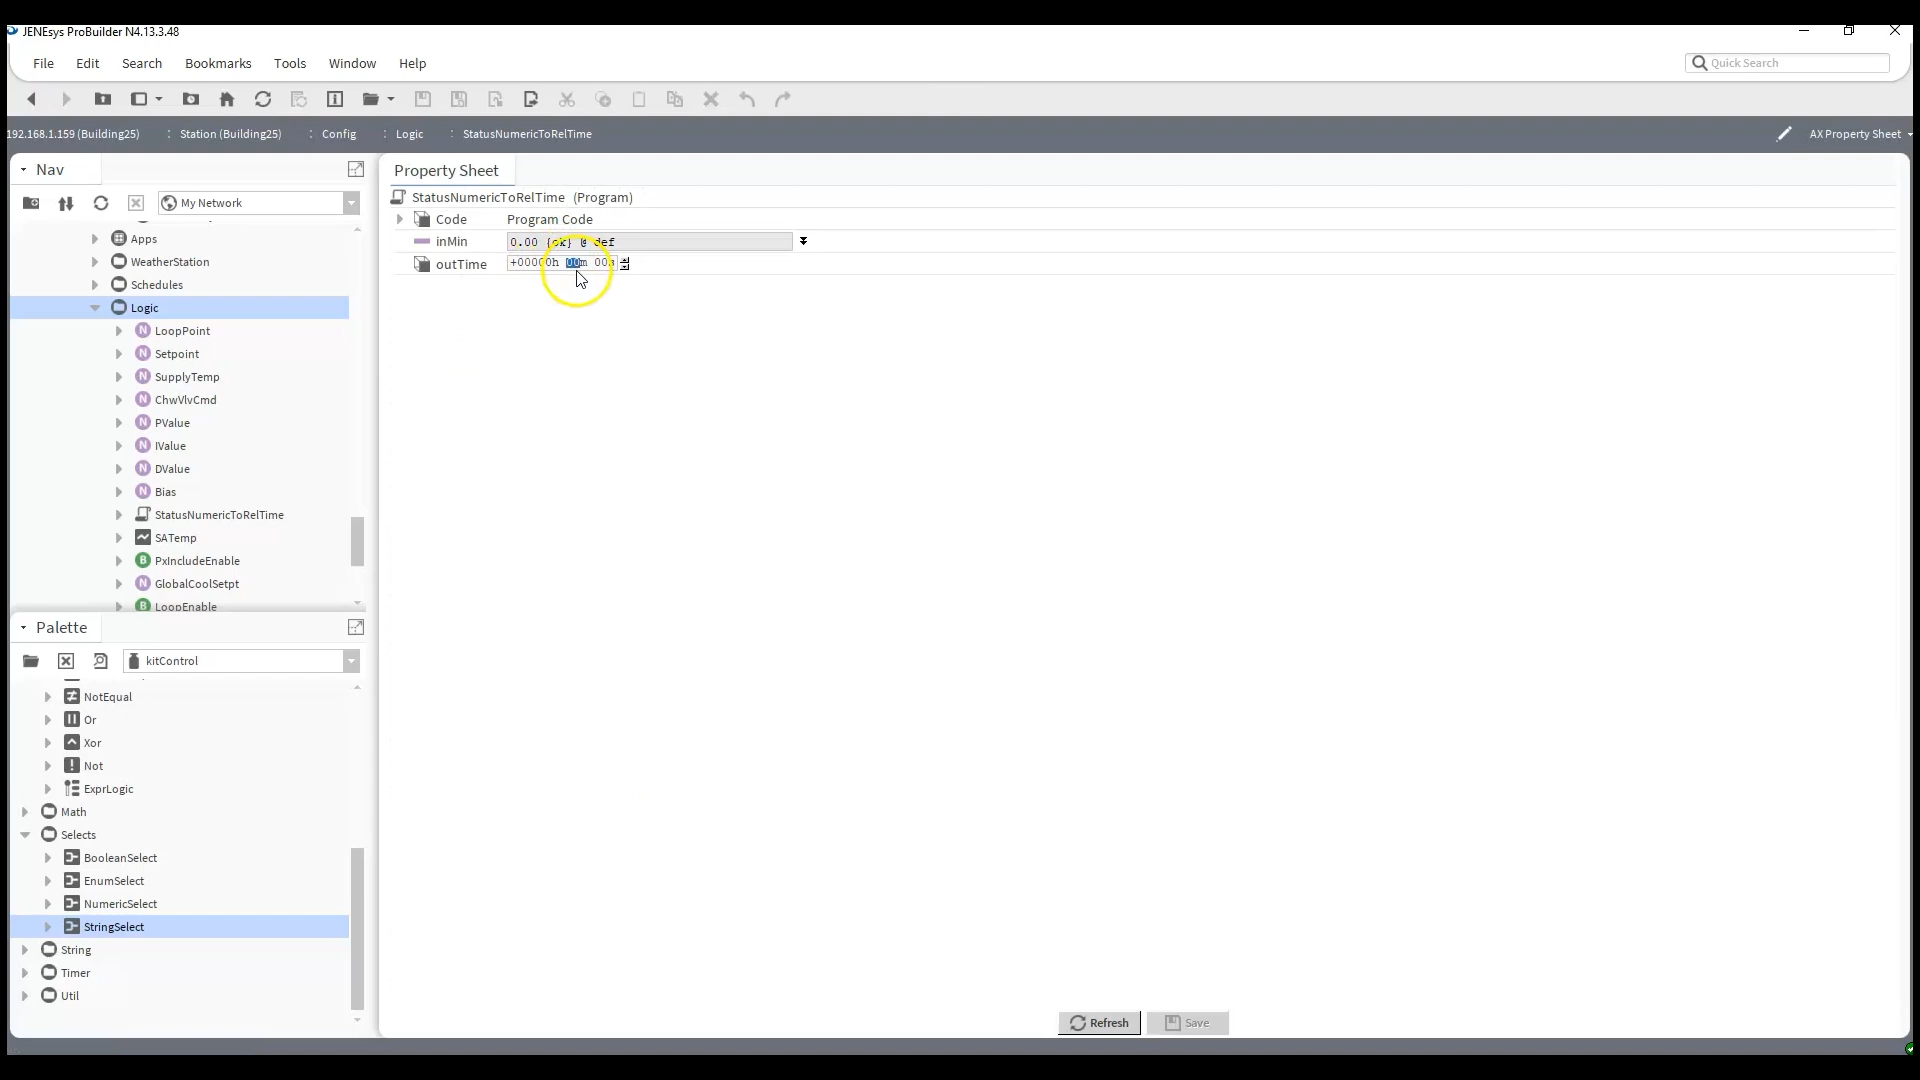 JENEsys ProBuilder N4.13.3.48
File Edit Search Bookmarks Tools Window Help
Quick Search
192.168.1.159 (Building25) : Station (Building25) : Config : Logic : StatusNumericToRelTime
AX Property Sheet
Nav
My Network
Apps
WeatherStation
Schedules
Logic
LoopPoint
Setpoint
SupplyTemp
ChwVlvCmd
PValue
IValue
DValue
Bias
StatusNumericToRelTime
SATemp
PxIncludeEnable
GlobalCoolSetpt
LoopEnable
Palette
kitControl
NotEqual
Or
Xor
Not
ExprLogic
Math
Selects
BooleanSelect
EnumSelect
NumericSelect
StringSelect
String
Timer
Util
Property Sheet
StatusNumericToRelTime (Program)
Code Program Code
inMin 0.00 {ok} @ def
outTime +00000h 00m 00s
Refresh Save